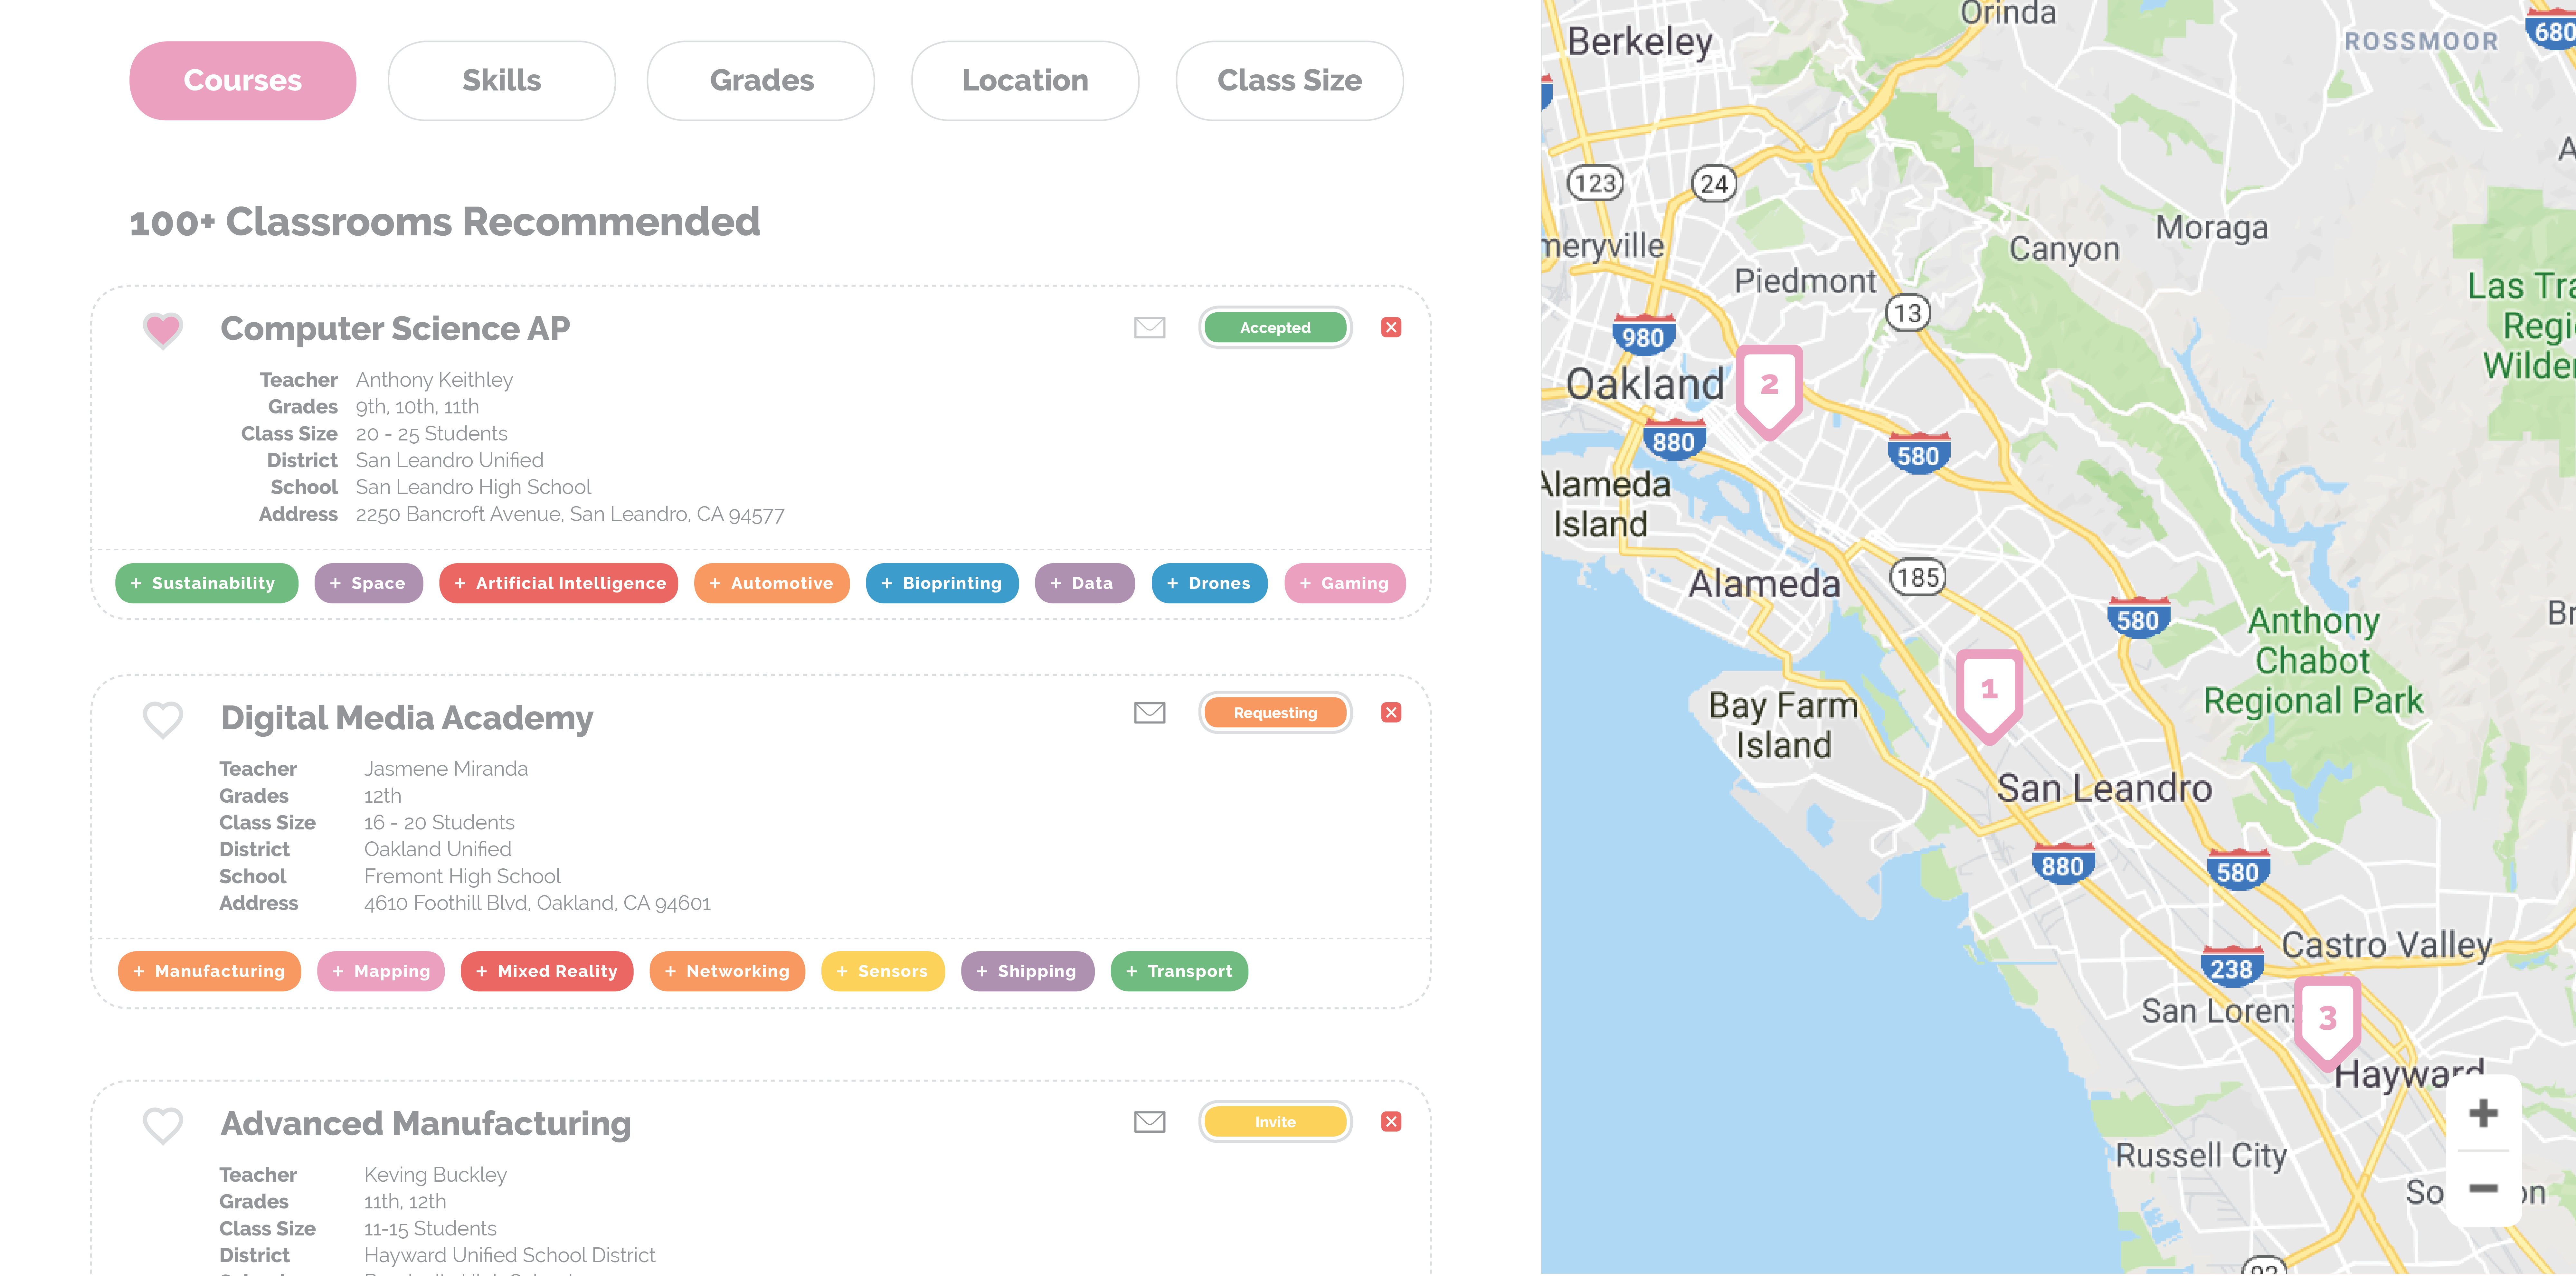 Courses
Skills
Grades
Location
Class Size
100+ Classrooms Recommended
Computer Science AP
Accepted
Teacher Anthony Keithley
Grades 9th, 10th, 11th
Class Size 20 - 25 Students
District San Leandro Unified
School San Leandro High School
Address 2250 Bancroft Avenue, San Leandro, CA 94577
+ Sustainability
+ Space
+ Artificial Intelligence
+ Automotive
+ Bioprinting
+ Data
+ Drones
+ Gaming
Digital Media Academy
Requesting
Teacher Jasmene Miranda
Grades 12th
Class Size 16 - 20 Students
District Oakland Unified
School Fremont High School
Address 4610 Foothill Blvd, Oakland, CA 94601
+ Manufacturing
+ Mapping
+ Mixed Reality
+ Networking
+ Sensors
+ Shipping
+ Transport
Advanced Manufacturing
Invite
Teacher Keving Buckley
Grades 11th, 12th
Class Size 11-15 Students
District Hayward Unified School District
Orinda
Berkeley
ROSSMOOR
680
123
24
Moraga
Canyon
meryville
Piedmont
13
Las Tra
Regi
Wilder
980
Oakland
2
880
580
Alameda
Island
Alameda
185
580
Anthony
Chabot
Regional Park
Br
1
Bay Farm
Island
San Leandro
880
580
Castro Valley
238
San Loren
3
Hayward
+
Russell City
So
on
−